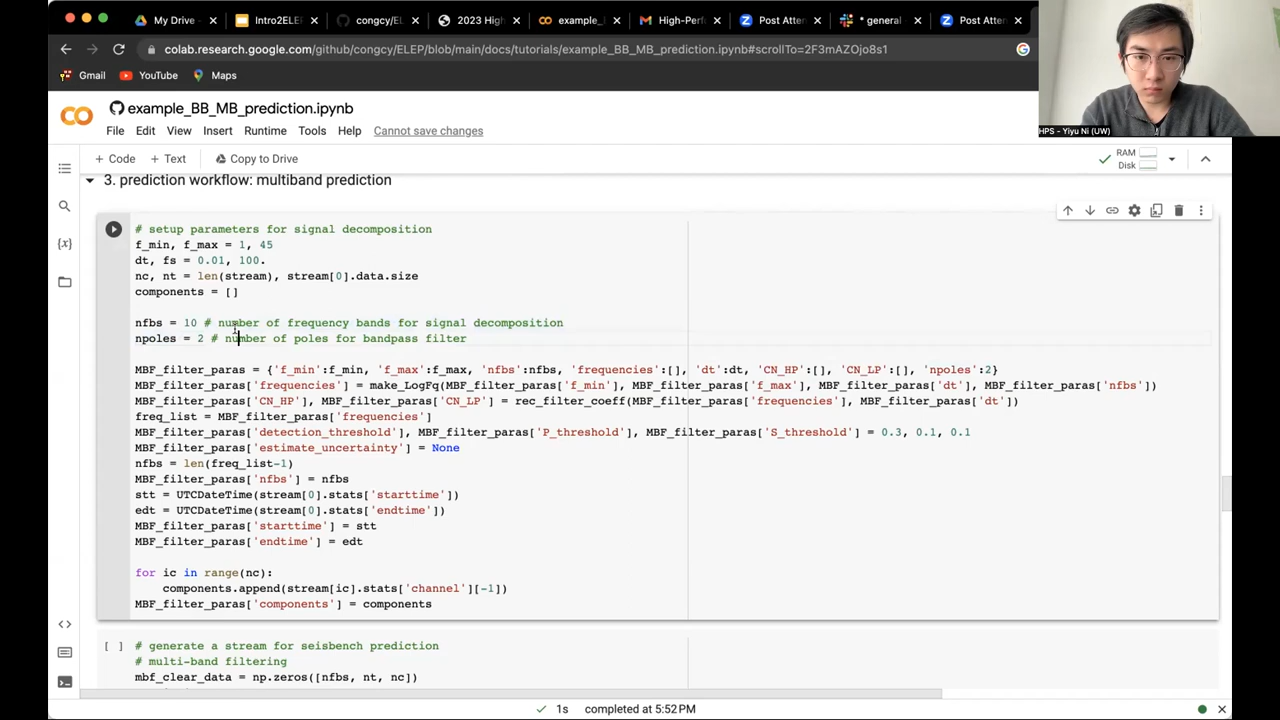 My Drive -
Intro2ELEP
congcy/EL
2023 High
example_
High-Perf
Post Atten
* general -
Post Atten
colab.research.google.com/github/congcy/ELEP/blob/main/docs/tutorials/example_BB_MB_prediction.ipynb#scrollTo=2F3mAZOjo8s1
Gmail
YouTube
Maps
HPS - Yiyu Ni (UW)
example_BB_MB_prediction.ipynb
File Edit View Insert Runtime Tools Help Cannot save changes
+ Code + Text Copy to Drive
RAM
Disk
3. prediction workflow: multiband prediction
# setup parameters for signal decomposition
f_min, f_max = 1, 45
dt, fs = 0.01, 100.
nc, nt = len(stream), stream[0].data.size
components = []
nfbs = 10 # number of frequency bands for signal decomposition
npoles = 2 # number of poles for bandpass filter
MBF_filter_paras = {'f_min':f_min, 'f_max':f_max, 'nfbs':nfbs, 'frequencies':[], 'dt':dt, 'CN_HP':[], 'CN_LP':[], 'npoles':2}
MBF_filter_paras['frequencies'] = make_LogFq(MBF_filter_paras['f_min'], MBF_filter_paras['f_max'], MBF_filter_paras['dt'], MBF_filter_paras['nfbs'])
MBF_filter_paras['CN_HP'], MBF_filter_paras['CN_LP'] = rec_filter_coeff(MBF_filter_paras['frequencies'], MBF_filter_paras['dt'])
freq_list = MBF_filter_paras['frequencies']
MBF_filter_paras['detection_threshold'], MBF_filter_paras['P_threshold'], MBF_filter_paras['S_threshold'] = 0.3, 0.1, 0.1
MBF_filter_paras['estimate_uncertainty'] = None
nfbs = len(freq_list-1)
MBF_filter_paras['nfbs'] = nfbs
stt = UTCDateTime(stream[0].stats['starttime'])
edt = UTCDateTime(stream[0].stats['endtime'])
MBF_filter_paras['starttime'] = stt
MBF_filter_paras['endtime'] = edt
for ic in range(nc):
components.append(stream[ic].stats['channel'][-1])
MBF_filter_paras['components'] = components
[ ] # generate a stream for seisbench prediction
# multi-band filtering
mbf_clear_data = np.zeros([nfbs, nt, nc])
1s completed at 5:52 PM